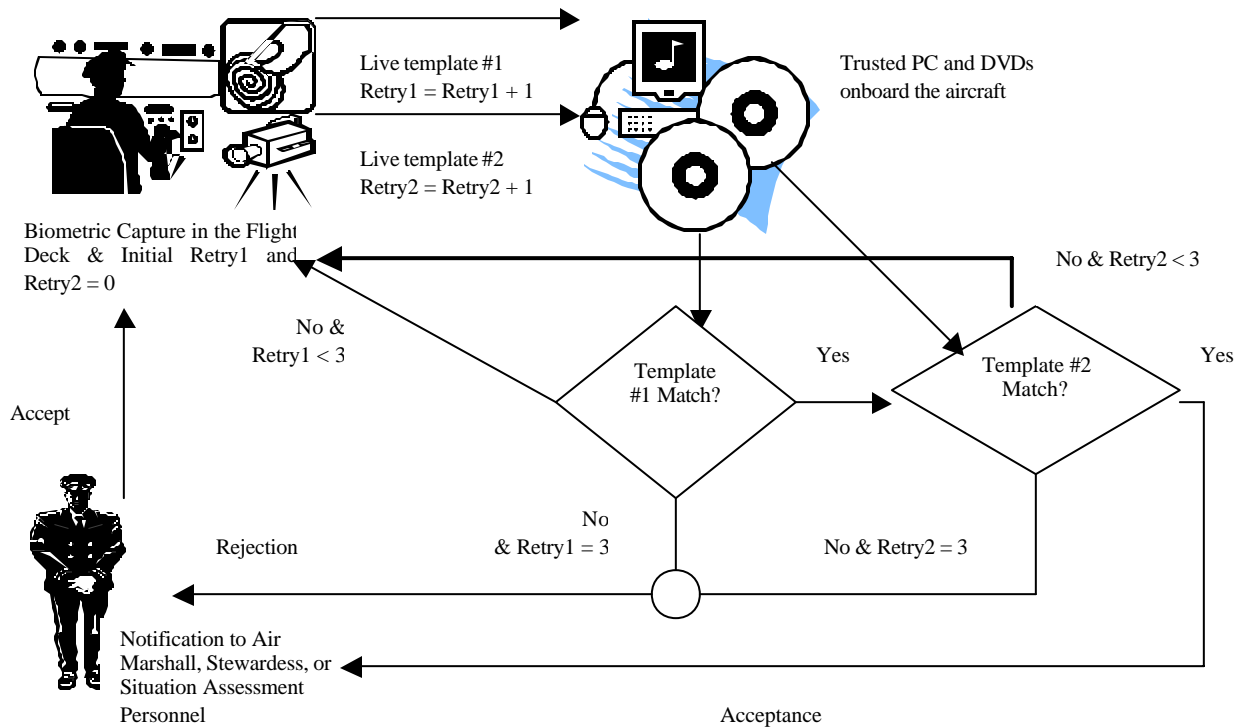 Live template #1
Retry1 = Retry1 + 1
Trusted PC and DVDs
onboard the aircraft
Live template #2
Retry2 = Retry2 + 1
Biometric Capture in the Flight
Deck & Initial Retry1 and
Retry2 = 0
No & Retry2 < 3
No &
Retry1 < 3
Template
#1 Match?
Yes
Template #2
Match?
Yes
Accept
No
& Retry1 = 3
Rejection
No & Retry2 = 3
Notification to Air
Marshall, Stewardess, or
Situation Assessment
Personnel
Acceptance